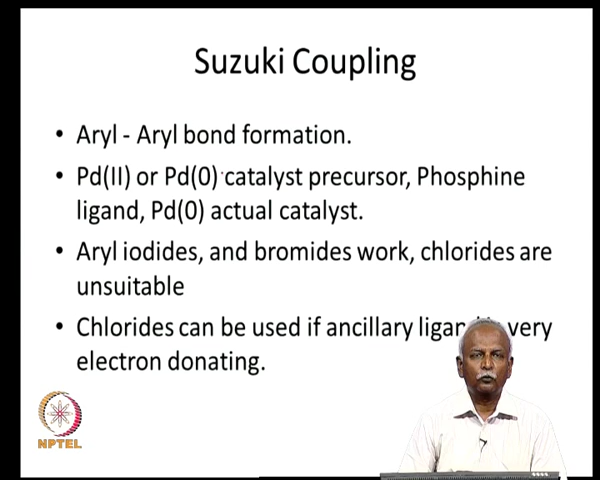 Suzuki Coupling
• Aryl - Aryl bond formation.
• Pd(II) or Pd(0) catalyst precursor, Phosphine
ligand, Pd(0) actual catalyst.
• Aryl iodides, and bromides work, chlorides are
unsuitable
• Chlorides can be used if ancillary very
electron donating.
NPTEL